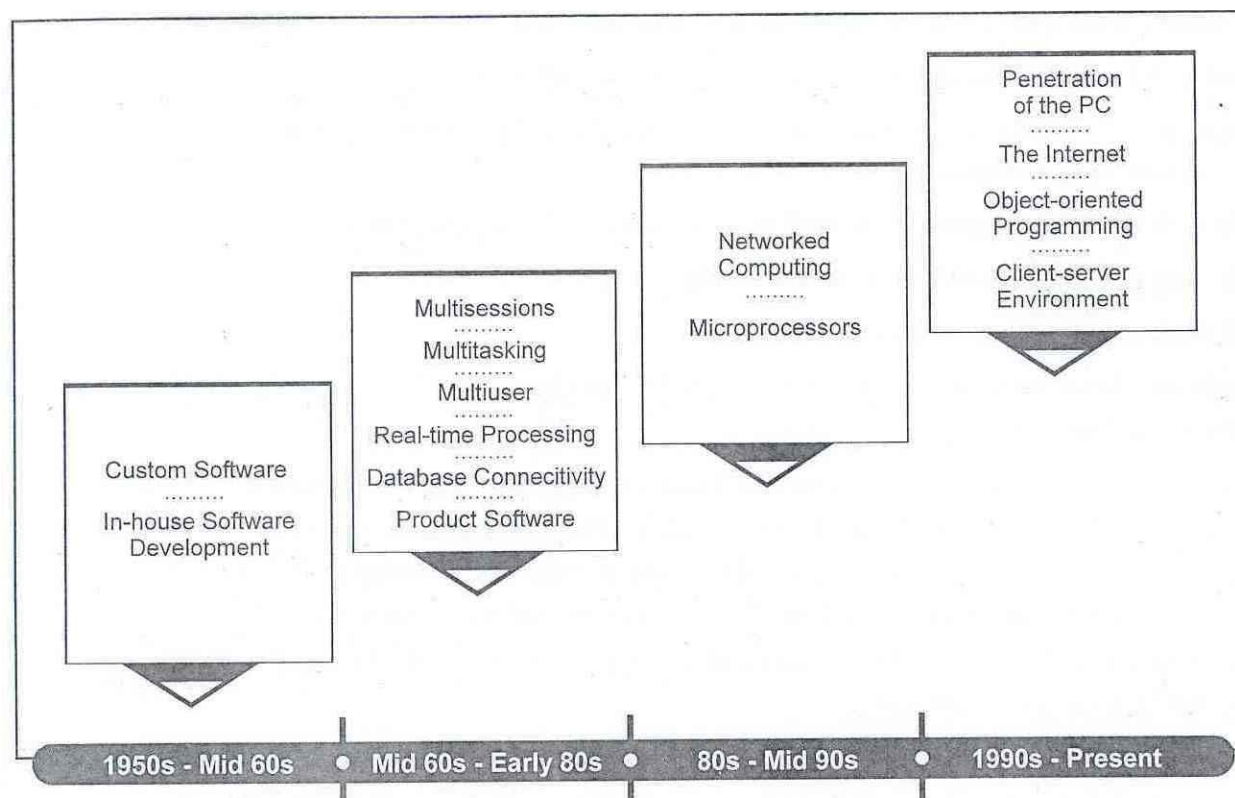 Custom Software
In-house Software
Development
Multisessions
Multitasking
Multiuser
Real-time Processing
Database Connecitivity
Product Software
Networked
Computing
Microprocessors
Penetration
of the PC
The Internet
Object-oriented
Programming
Client-server
Environment
1950s - Mid 60s
Mid 60s - Early 80s
80s - Mid 90s
1990s - Present